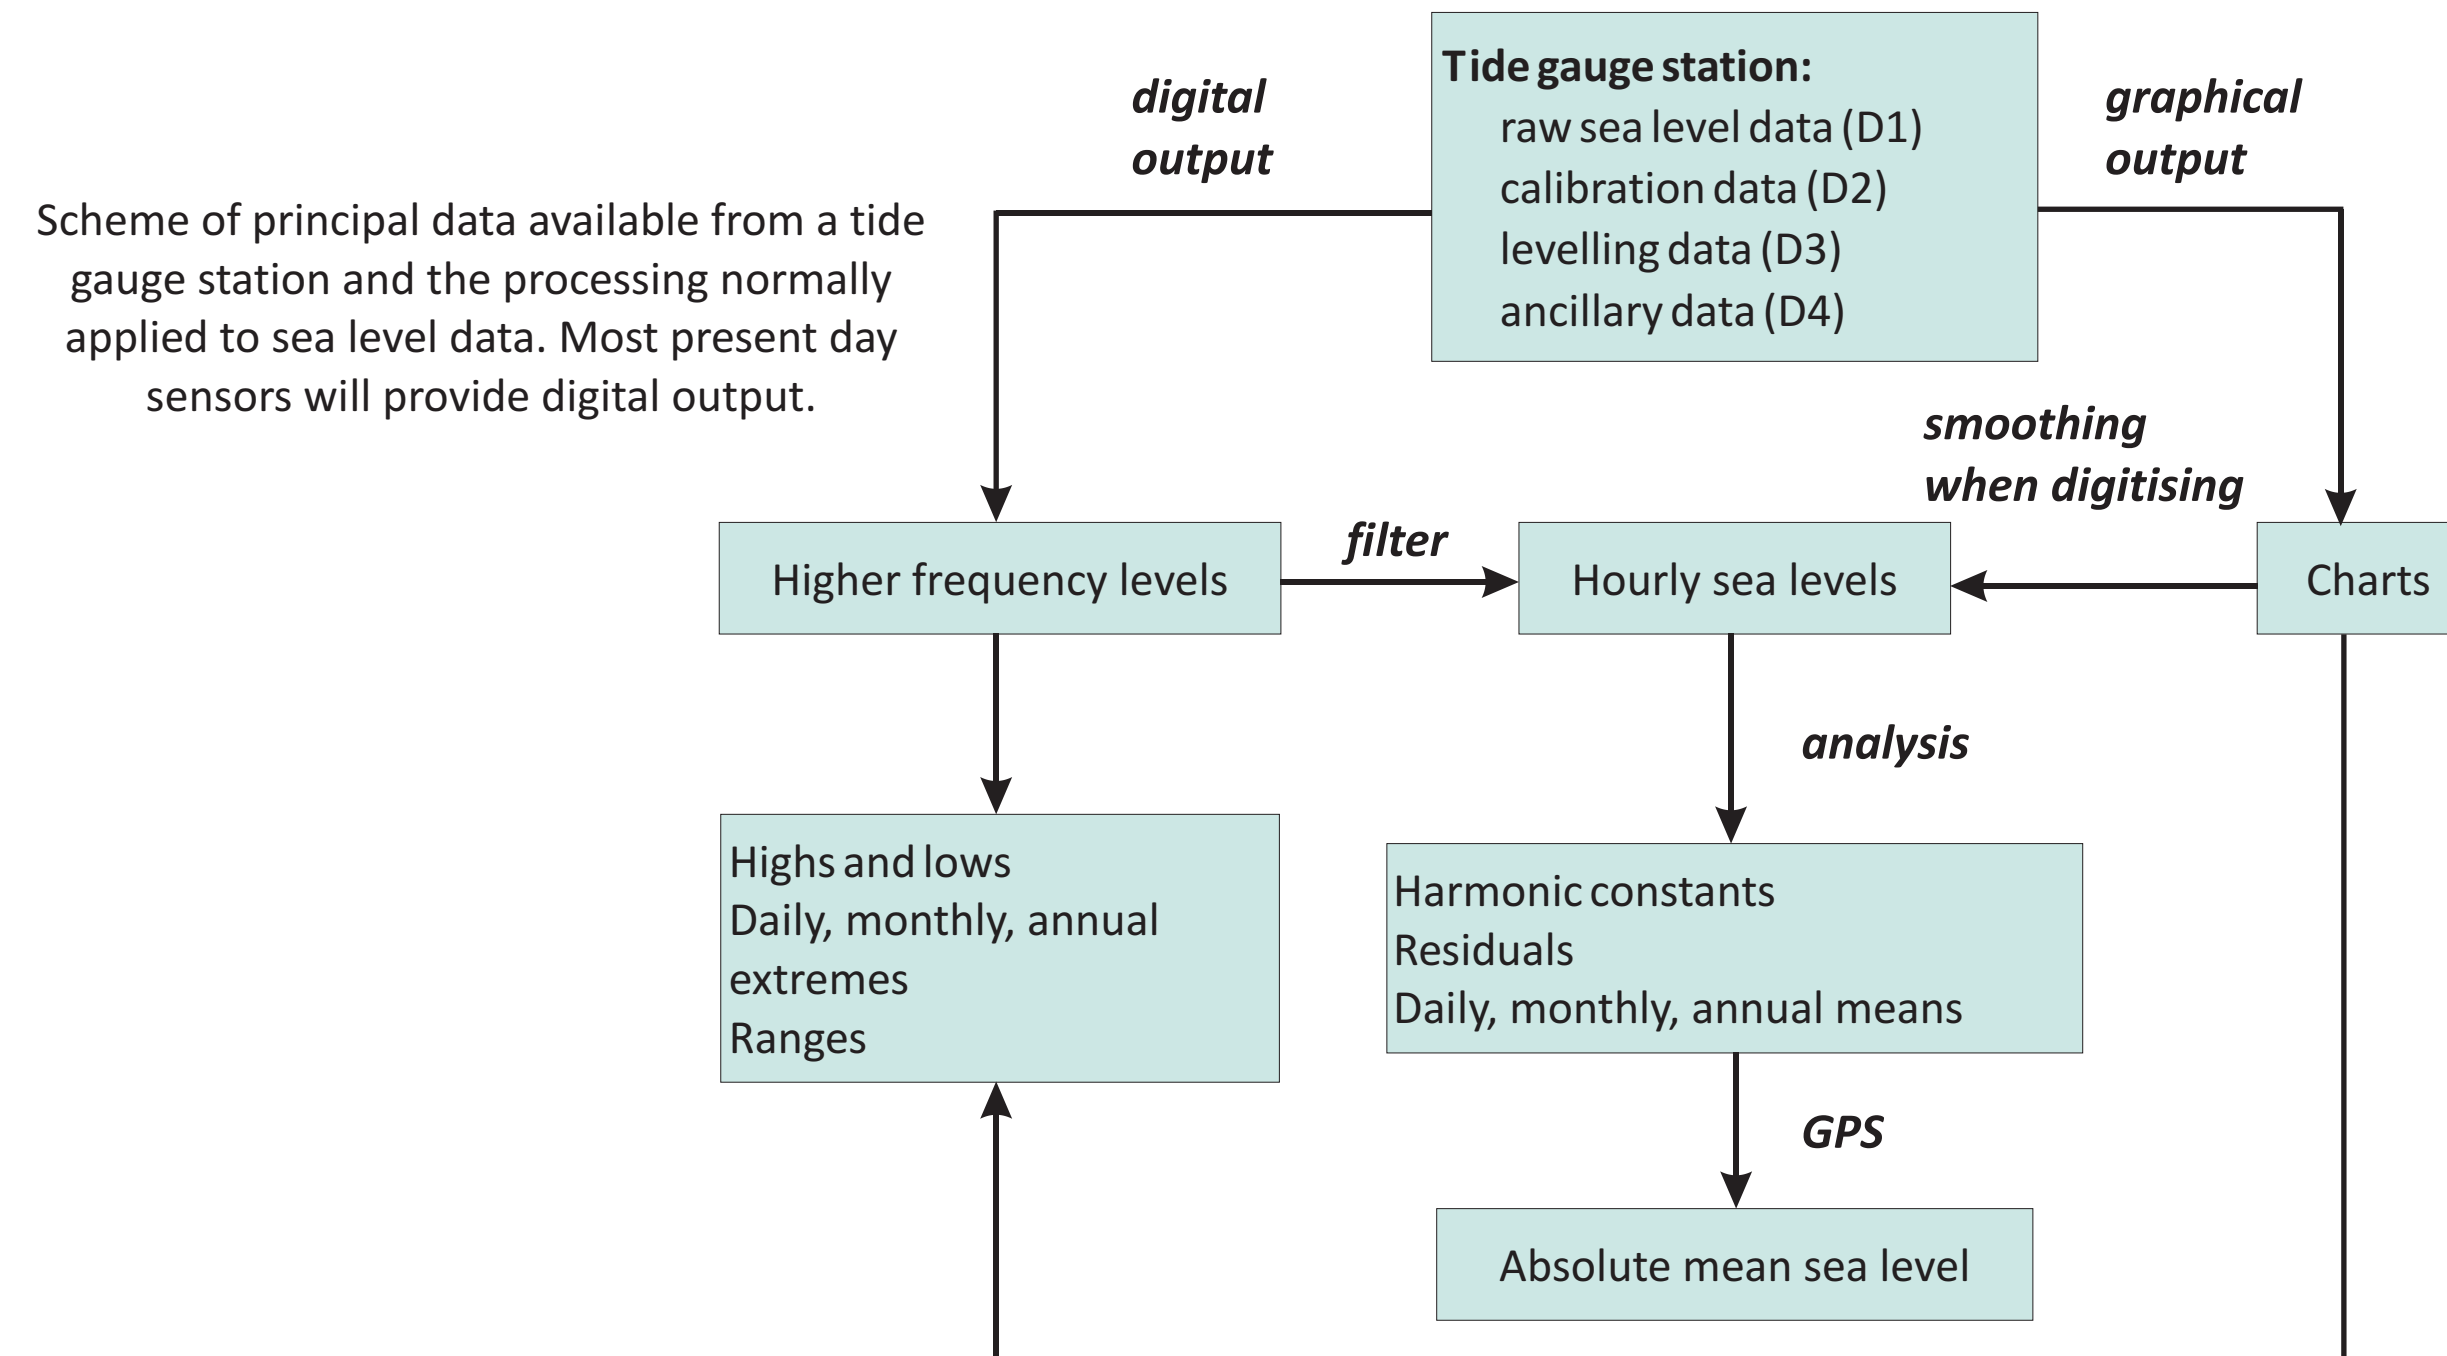 digital
output
Tide gauge station:
raw sea level data (D1)
calibration data (D2)
levelling data (D3)
ancillary data (D4)
graphical
output
Scheme of principal data available from a tide
gauge station and the processing normally
applied to sea level data. Most present day
sensors will provide digital output.
smoothing
when digitising
Higher frequency levels
filter
Hourly sea levels
Charts
analysis
Highs and lows
Daily, monthly, annual
extremes
Ranges
Harmonic constants
Residuals
Daily, monthly, annual means
GPS
Absolute mean sea level